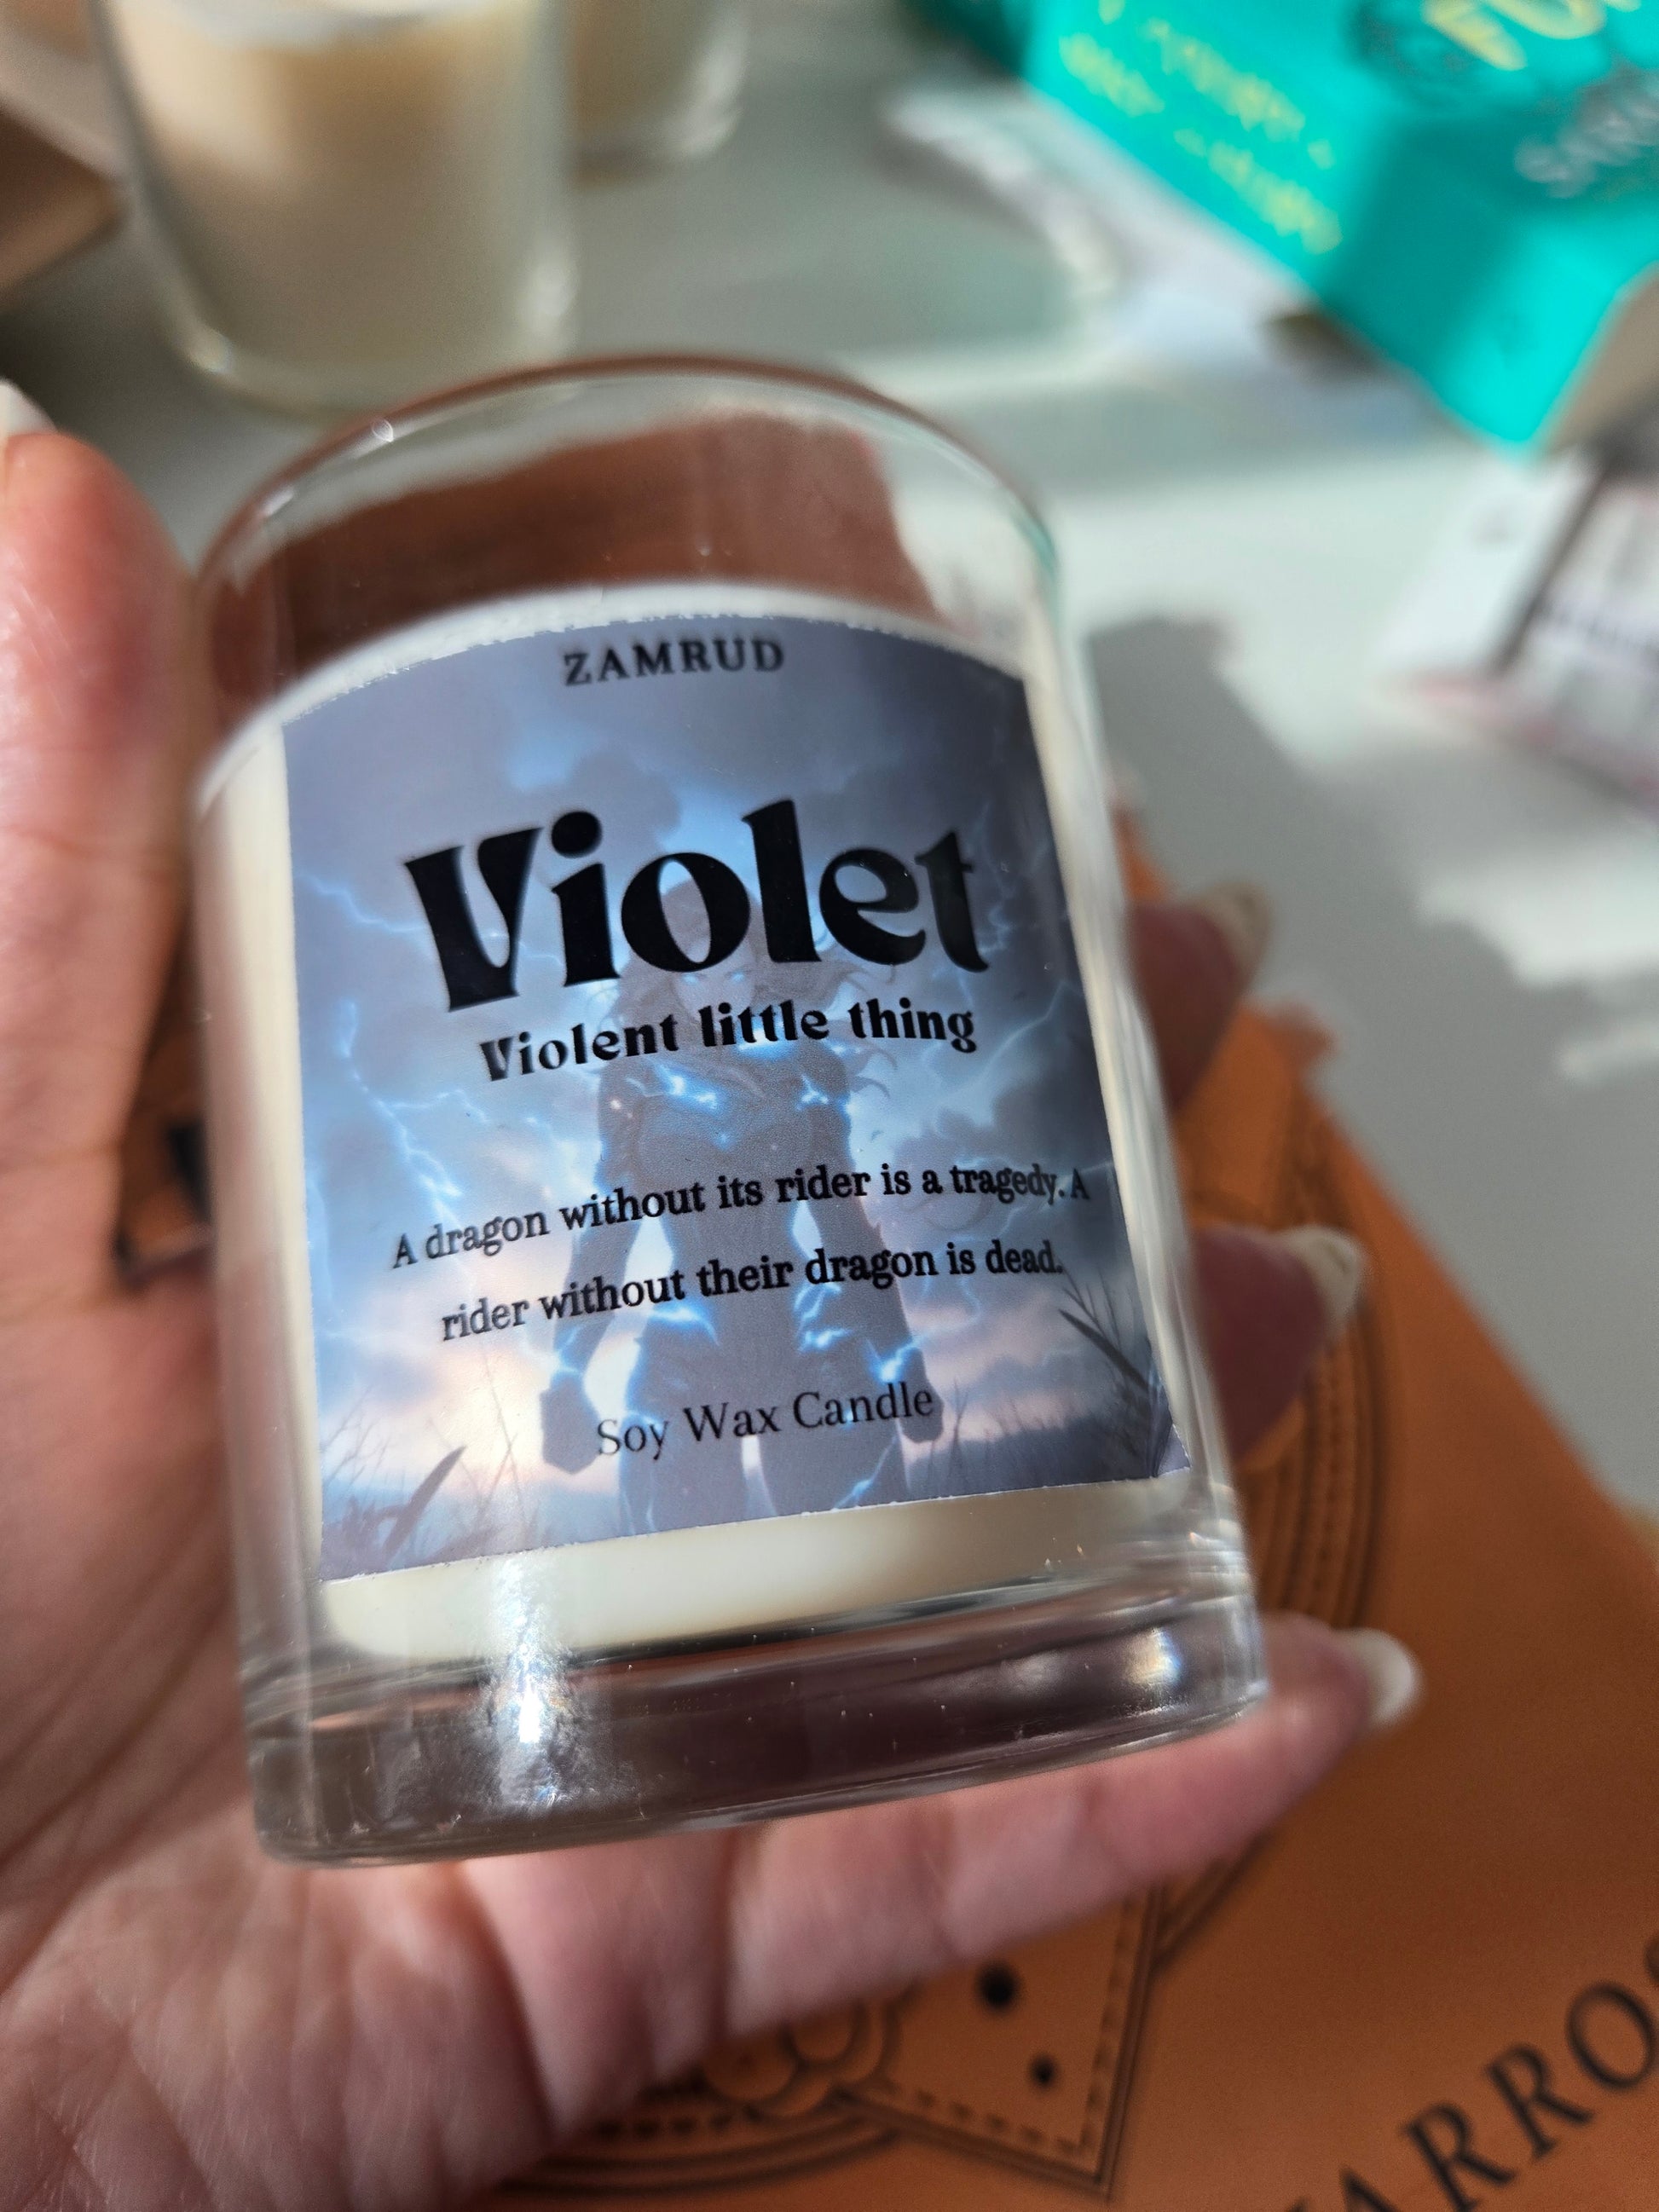 ZAMRUD
Violet
Violent little thing
A dragon without its rider is a tragedy. A
rider without their dragon is dead.
Soy Wax Candle